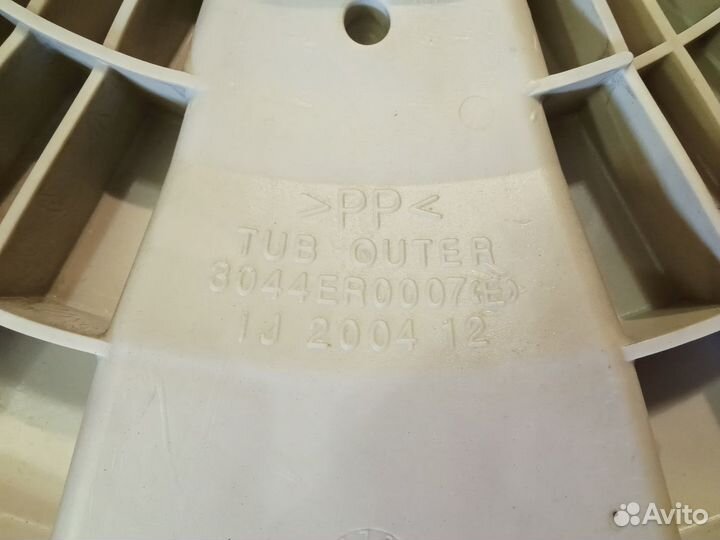 >PP<
TUB OUTER
3044ER0007(E)
1J 2004 12
Avito